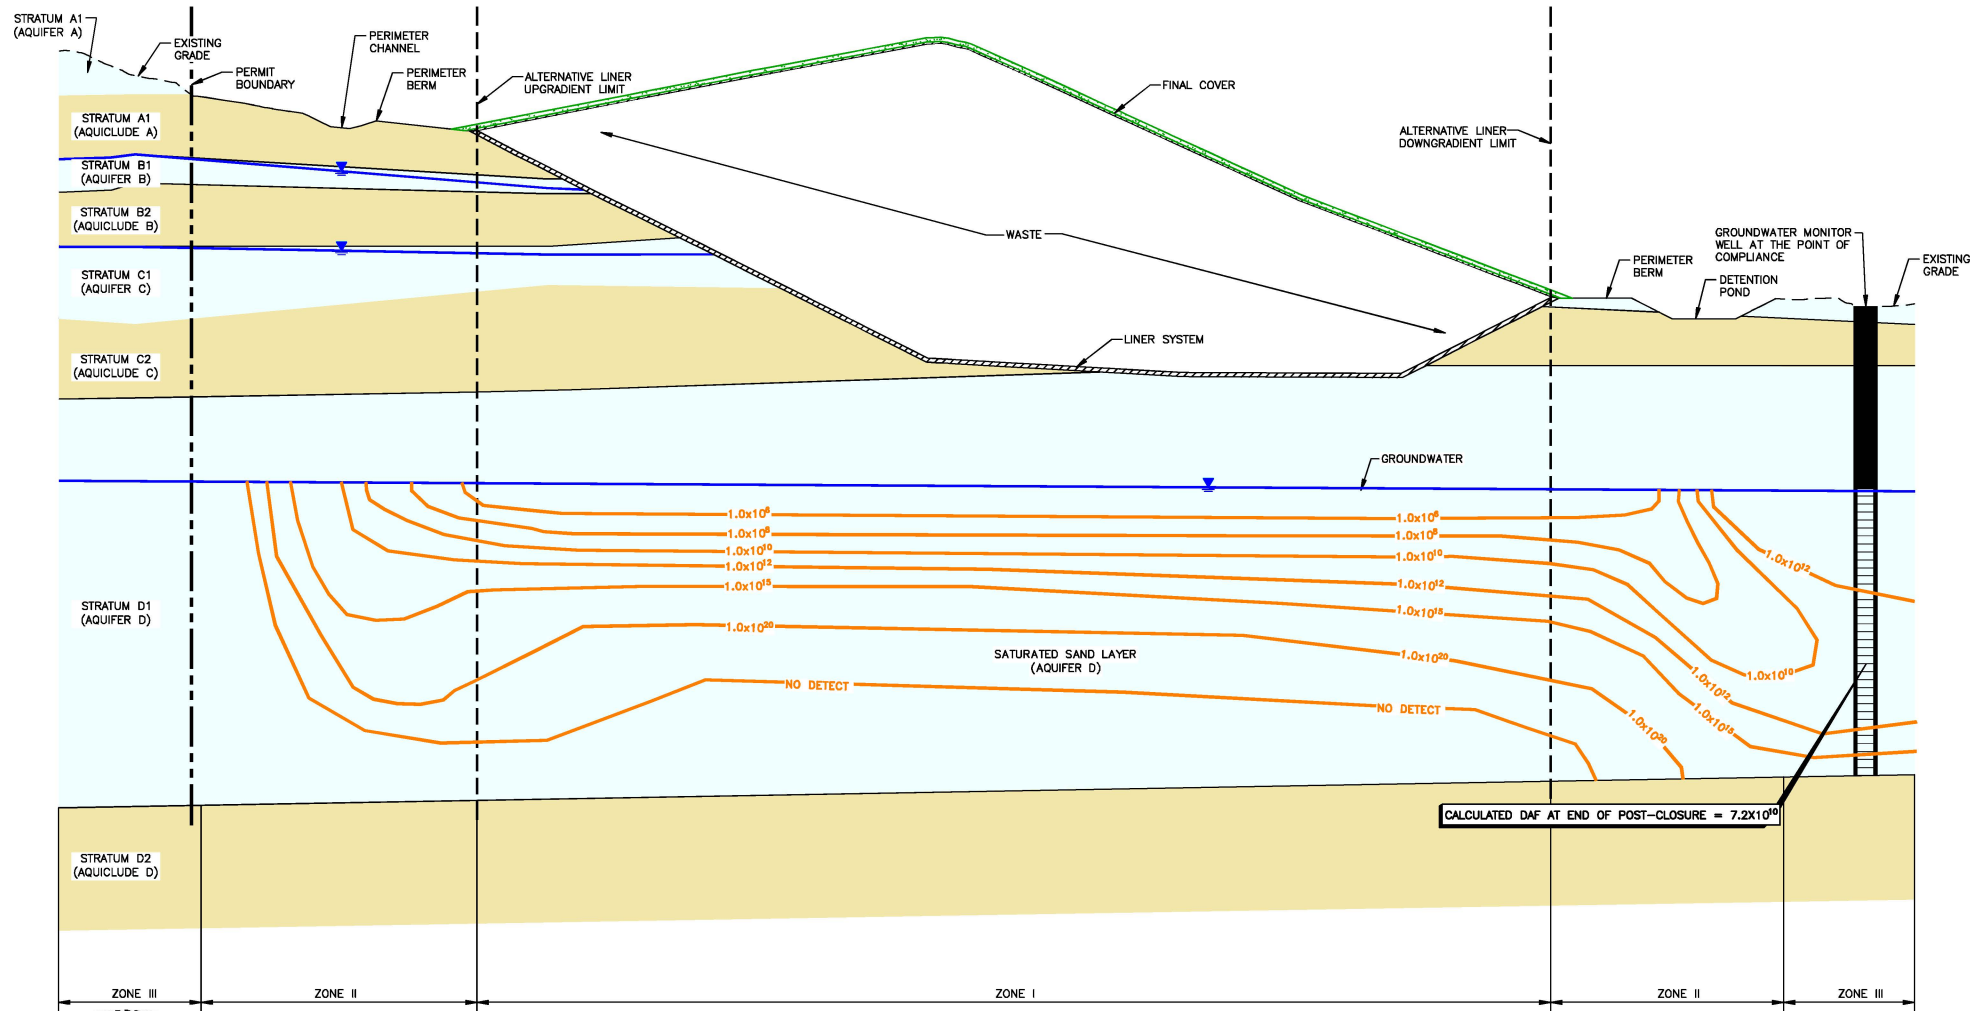 STRATUM A1
(AQUIFER A)
EXISTING
GRADE
PERMIT
BOUNDARY
PERIMETER
CHANNEL
PERIMETER
BERM
ALTERNATIVE LINER
UPGRADIENT LIMIT
FINAL COVER
ALTERNATIVE LINER
DOWNGRADIENT LIMIT
STRATUM A1
(AQUICLUDE A)
STRATUM B1
(AQUIFER B)
STRATUM B2
(AQUICLUDE B)
STRATUM C1
(AQUIFER C)
STRATUM C2
(AQUICLUDE C)
WASTE
LINER SYSTEM
PERIMETER
BERM
DETENTION
POND
GROUNDWATER MONITOR
WELL AT THE POINT OF
COMPLIANCE
EXISTING
GRADE
GROUNDWATER
1.0x10⁶
1.0x10⁸
1.0x10¹⁰
1.0x10¹²
1.0x10¹⁵
1.0x10²⁰
NO DETECT
1.0x10⁶
1.0x10⁸
1.0x10¹⁰
1.0x10¹²
1.0x10¹⁵
1.0x10²⁰
NO DETECT
1.0x10¹²
1.0x10¹⁰
1.0x10¹²
1.0x10¹⁵
1.0x10²⁰
STRATUM D1
(AQUIFER D)
SATURATED SAND LAYER
(AQUIFER D)
CALCULATED DAF AT END OF POST-CLOSURE = 7.2X10¹⁰
STRATUM D2
(AQUICLUDE D)
ZONE III
ZONE II
ZONE I
ZONE II
ZONE III